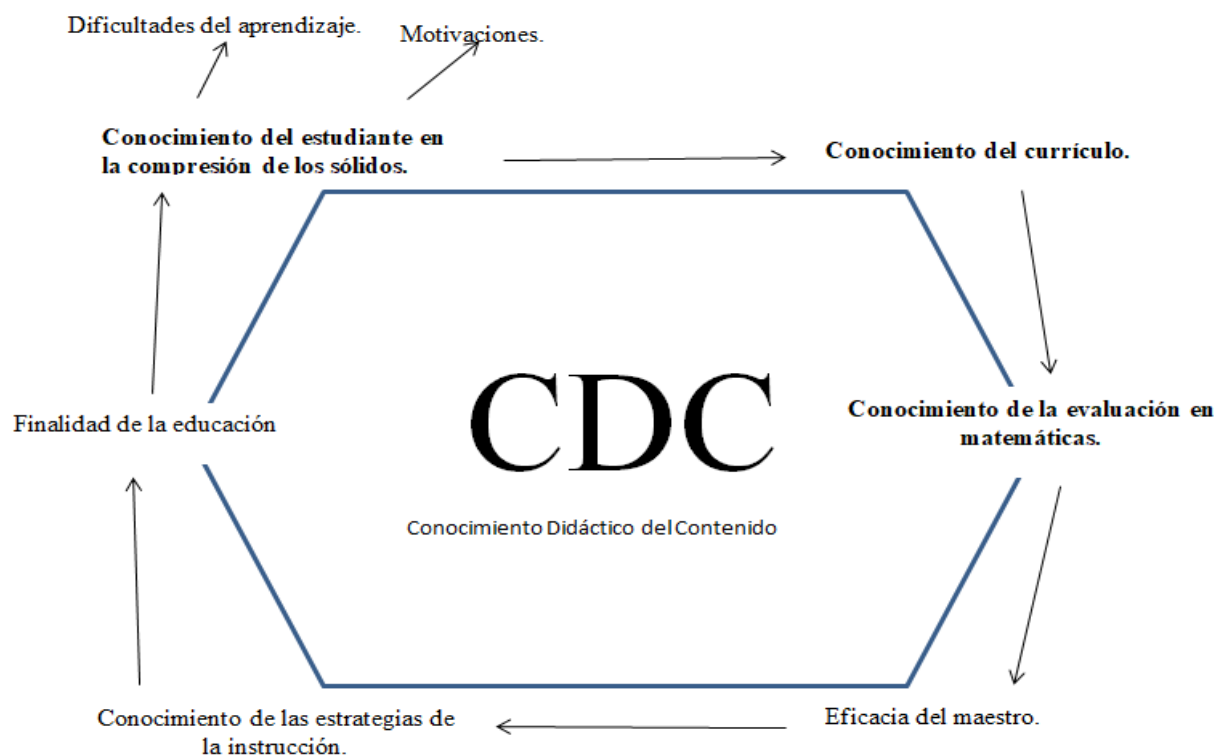 Dificultades del aprendizaje.
Motivaciones.
Conocimiento del estudiante en
la compresión de los sólidos.
Conocimiento del currículo.
CDC
Finalidad de la educación
Conocimiento de la evaluación en
matemáticas.
Conocimiento Didáctico del Contenido
Conocimiento de las estrategias de
la instrucción.
Eficacia del maestro.